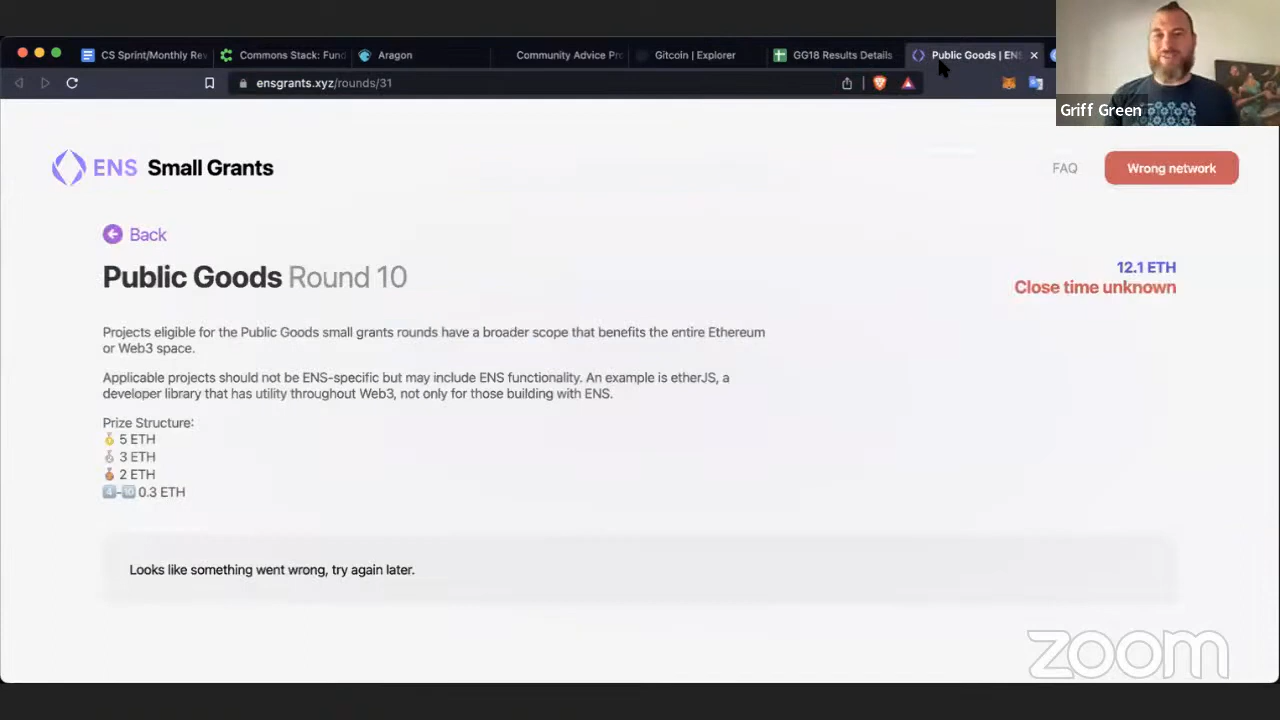 CS Sprint/Monthly Rev
Commons Stack: Fund
Aragon
Community Advice Pro
Gitcoin | Explorer
GG18 Results Details
Public Goods | ENS
ensgrants.xyz/rounds/31
Griff Green
ENS Small Grants
FAQ
Wrong network
Back
Public Goods Round 10
12.1 ETH
Close time unknown
Projects eligible for the Public Goods small grants rounds have a broader scope that benefits the entire Ethereum
or Web3 space.
Applicable projects should not be ENS-specific but may include ENS functionality. An example is etherJS, a
developer library that has utility throughout Web3, not only for those building with ENS.
Prize Structure:
🥇 5 ETH
🥈 3 ETH
🥉 2 ETH
4️⃣-🔟 0.3 ETH
Looks like something went wrong, try again later.
zoom